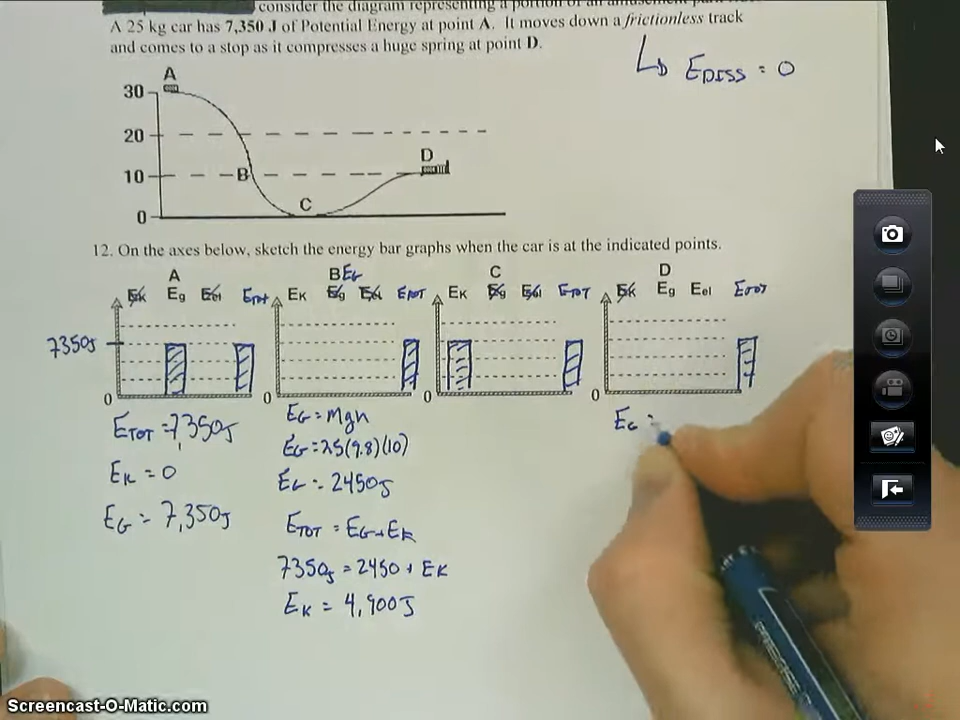 consider the diagram representing a portion of an amusement park
A 25 kg car has 7,350 J of Potential Energy at point A. It moves down a frictionless track
and comes to a stop as it compresses a huge spring at point D.
↳ EDISS = 0
A
30
20
D
10
B
C
0
12. On the axes below, sketch the energy bar graphs when the car is at the indicated points.
A B EG C D
EK Eg Eel ETOT EK Eg Eel ETOT EK Eg Eel ETOT EK Eg Eel ETOT
7350J
0 0 0 0
ETOT = 7,350J
EK = 0
EG = 7,350J
EG = mgh
EG = 25(9.8)(10)
EG = 2450J
ETOT = EG + EK
7350J = 2450 + EK
EK = 4,900J
EG =
Screencast-O-Matic.com